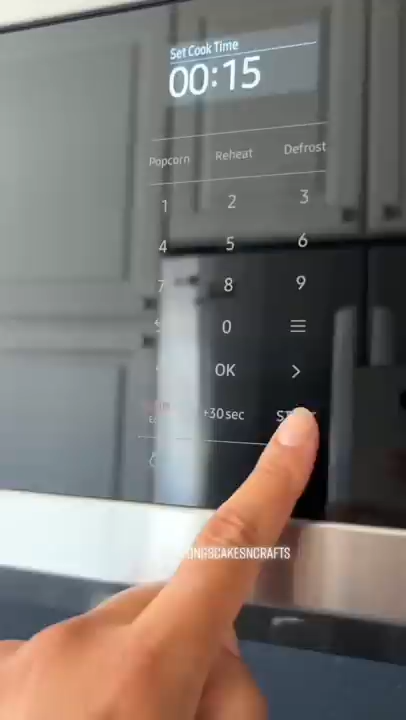 Set Cook Time
00:15
Popcorn Reheat Defrost
1 2 3
4 5 6
7 8 9
0
OK >
+30 sec